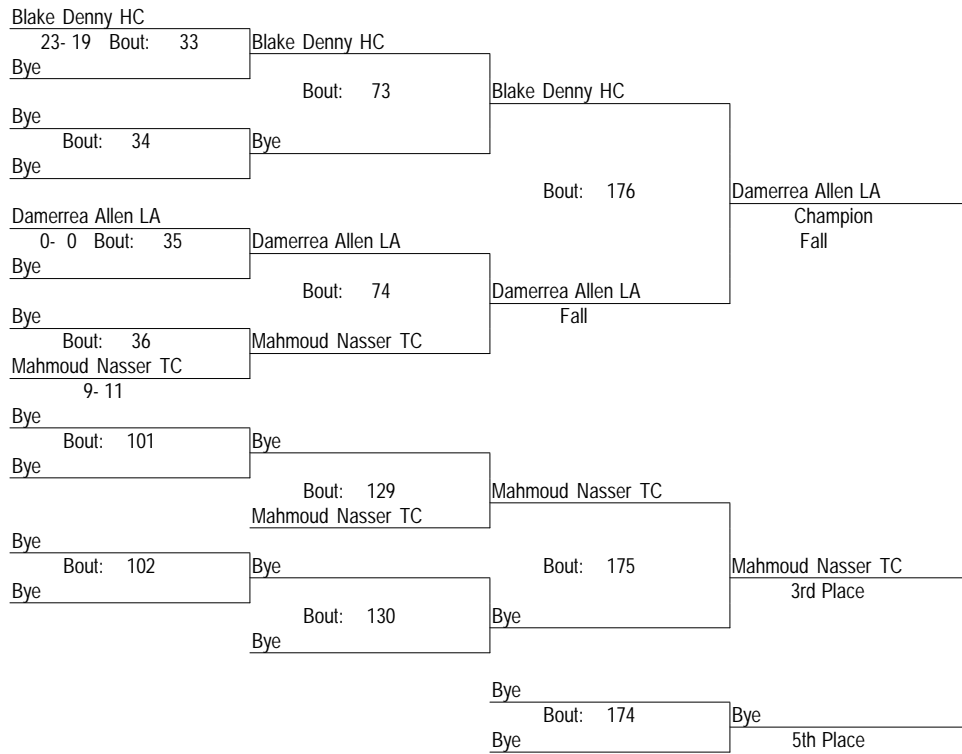 Blake Denny HC
23- 19 Bout: 33 Blake Denny HC
Bye
Bout: 73 Blake Denny HC
Bye
Bout: 34 Bye
Bye
Bout: 176 Damerrea Allen LA
Damerrea Allen LA Champion
0- 0 Bout: 35 Damerrea Allen LA Fall
Bye
Bout: 74 Damerrea Allen LA
Bye Fall
Bout: 36 Mahmoud Nasser TC
Mahmoud Nasser TC
9- 11
Bye
Bout: 101 Bye
Bye
Bout: 129 Mahmoud Nasser TC
Mahmoud Nasser TC
Bye
Bout: 102 Bye Bout: 175 Mahmoud Nasser TC
Bye 3rd Place
Bout: 130 Bye
Bye
Bye
Bout: 174 Bye
Bye 5th Place